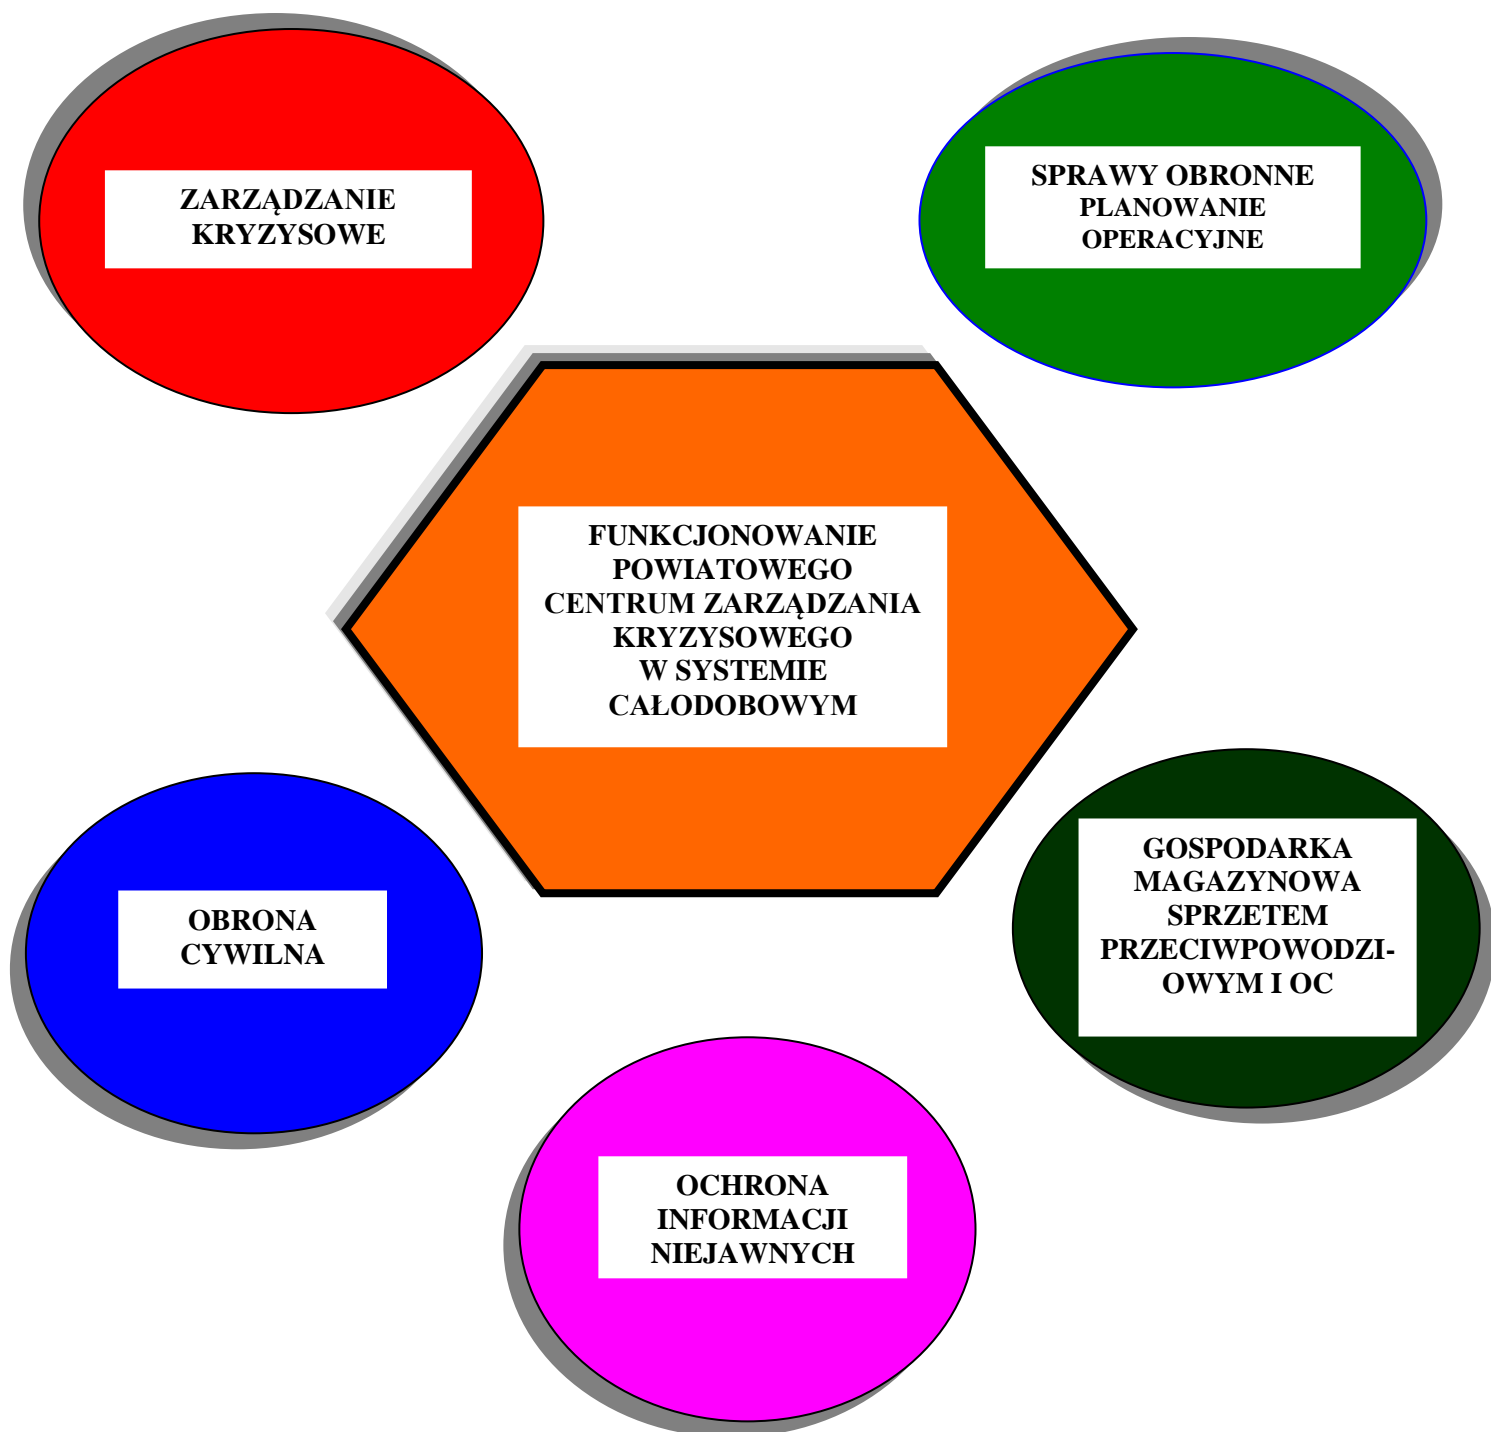 ZARZĄDZANIE
KRYZYSOWE
SPRAWY OBRONNE
PLANOWANIE
OPERACYJNE
FUNKCJONOWANIE
POWIATOWEGO
CENTRUM ZARZĄDZANIA
KRYZYSOWEGO
W SYSTEMIE
CAŁODOBOWYM
OBRONA
CYWILNA
GOSPODARKA
MAGAZYNOWA
SPRZETEM
PRZECIWPOWODZI-
OWYM I OC
OCHRONA
INFORMACJI
NIEJAWNYCH